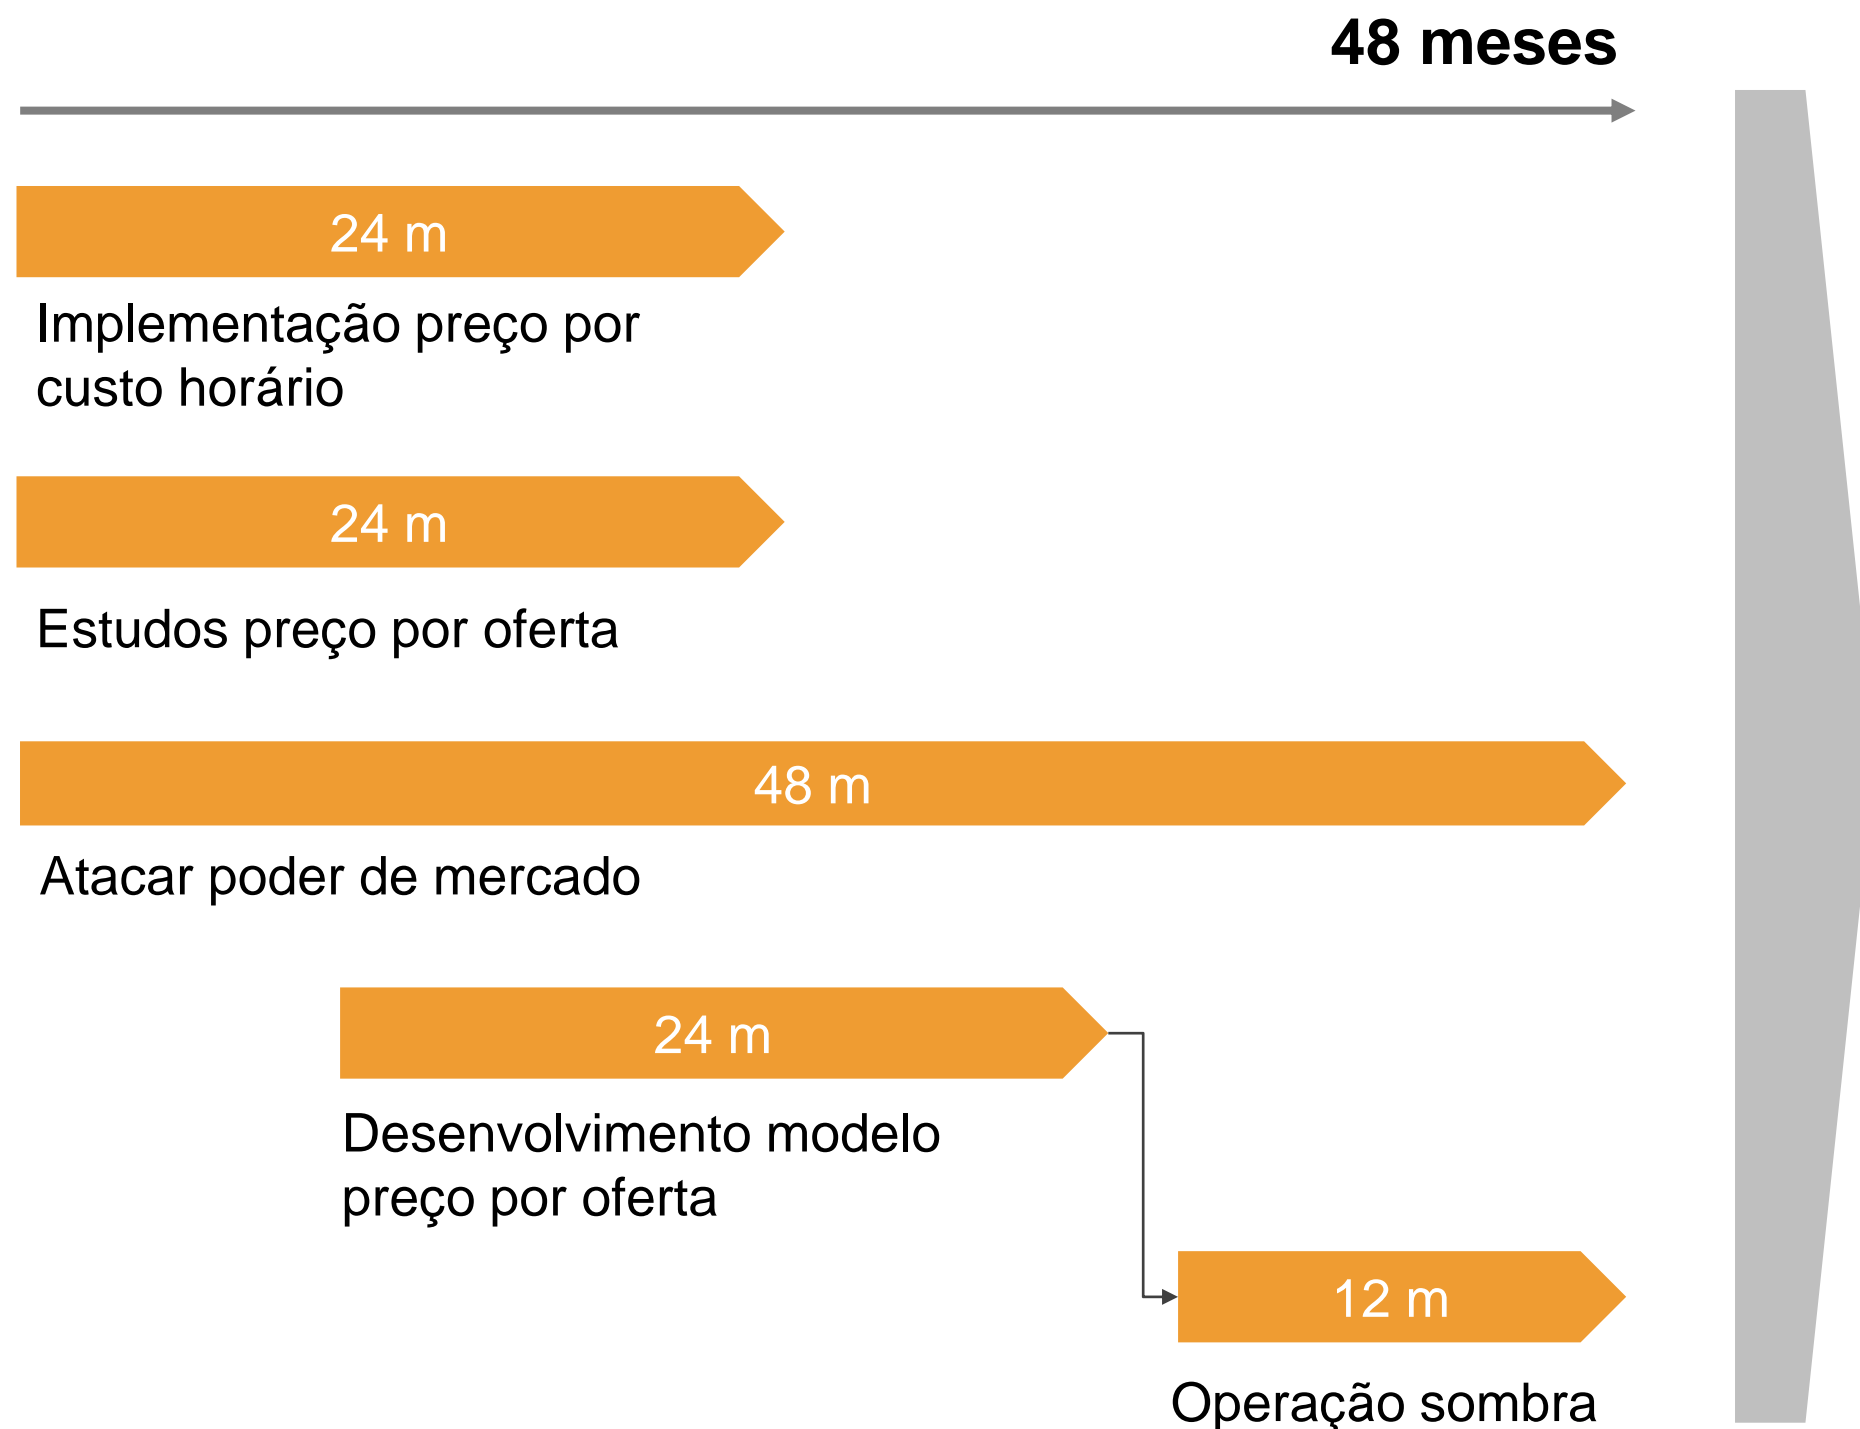 48 meses
24 m
Implementação preço por
custo horário
24 m
Estudos preço por oferta
48 m
Atacar poder de mercado
24 m
Desenvolvimento modelo
preço por oferta
12 m
Operação sombra